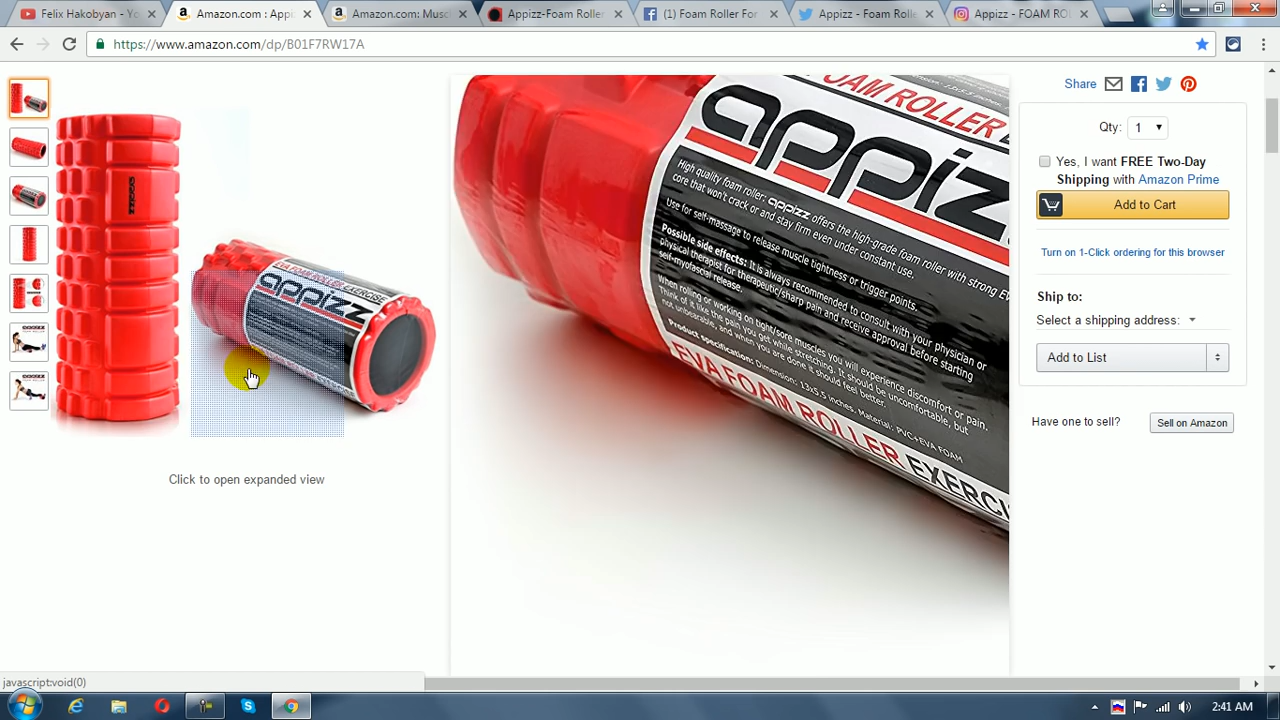 Felix Hakobyan - Yo
Amazon.com : Appi
Amazon.com: Musc
Appizz-Foam Roller
(1) Foam Roller For
Appizz - Foam Rolle
Appizz - FOAM RO
https://www.amazon.com/dp/B01F7RW17A
Share
Qty: 1
Yes, I want FREE Two-Day
Shipping with Amazon Prime
Add to Cart
Turn on 1-Click ordering for this browser
Ship to:
Select a shipping address:
Add to List
Have one to sell?
Sell on Amazon
appizz
FOAM ROLLER EXERCISE
appizz
Click to open expanded view
FOAM ROLLER
appizz
High quality foam roller; appizz offers the high-grade foam roller with strong EV
core that won't crack or and stay firm even under constant use.
Use for self-massage to release muscle tightness or trigger points.
Possible side effects: It is always recommended to consult with your physician or
physical therapist for therapeutic/sharp pain and receive approval before starting
self-myofascial release.
When rolling or working on tight/sore muscles you will experience discomfort or pain.
Think of it like the pain you get while stretching. It should be uncomfortable, but
not unbearable, and when you are done it should feel better.
Product specification: Dimension: 13x5.5 inches. Material: PVC+EVA FOAM
EVA FOAM ROLLER EXERCI
javascript:void(0)
2:41 AM